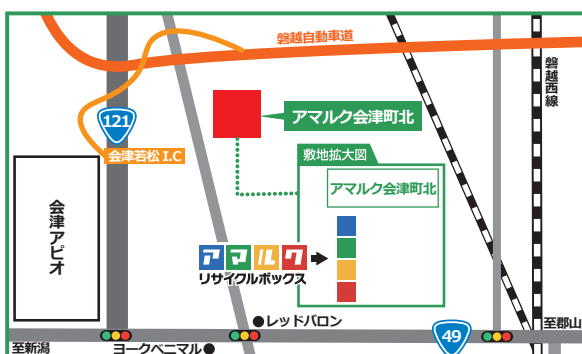 磐越自動車道
磐越西線
121
アマルク会津町北
会津若松 I.C
敷地拡大図
アマルク会津町北
会津アピオ
アマルク
リサイクルボックス
レッドバロン
至郡山
49
至新潟
ヨークベニマル